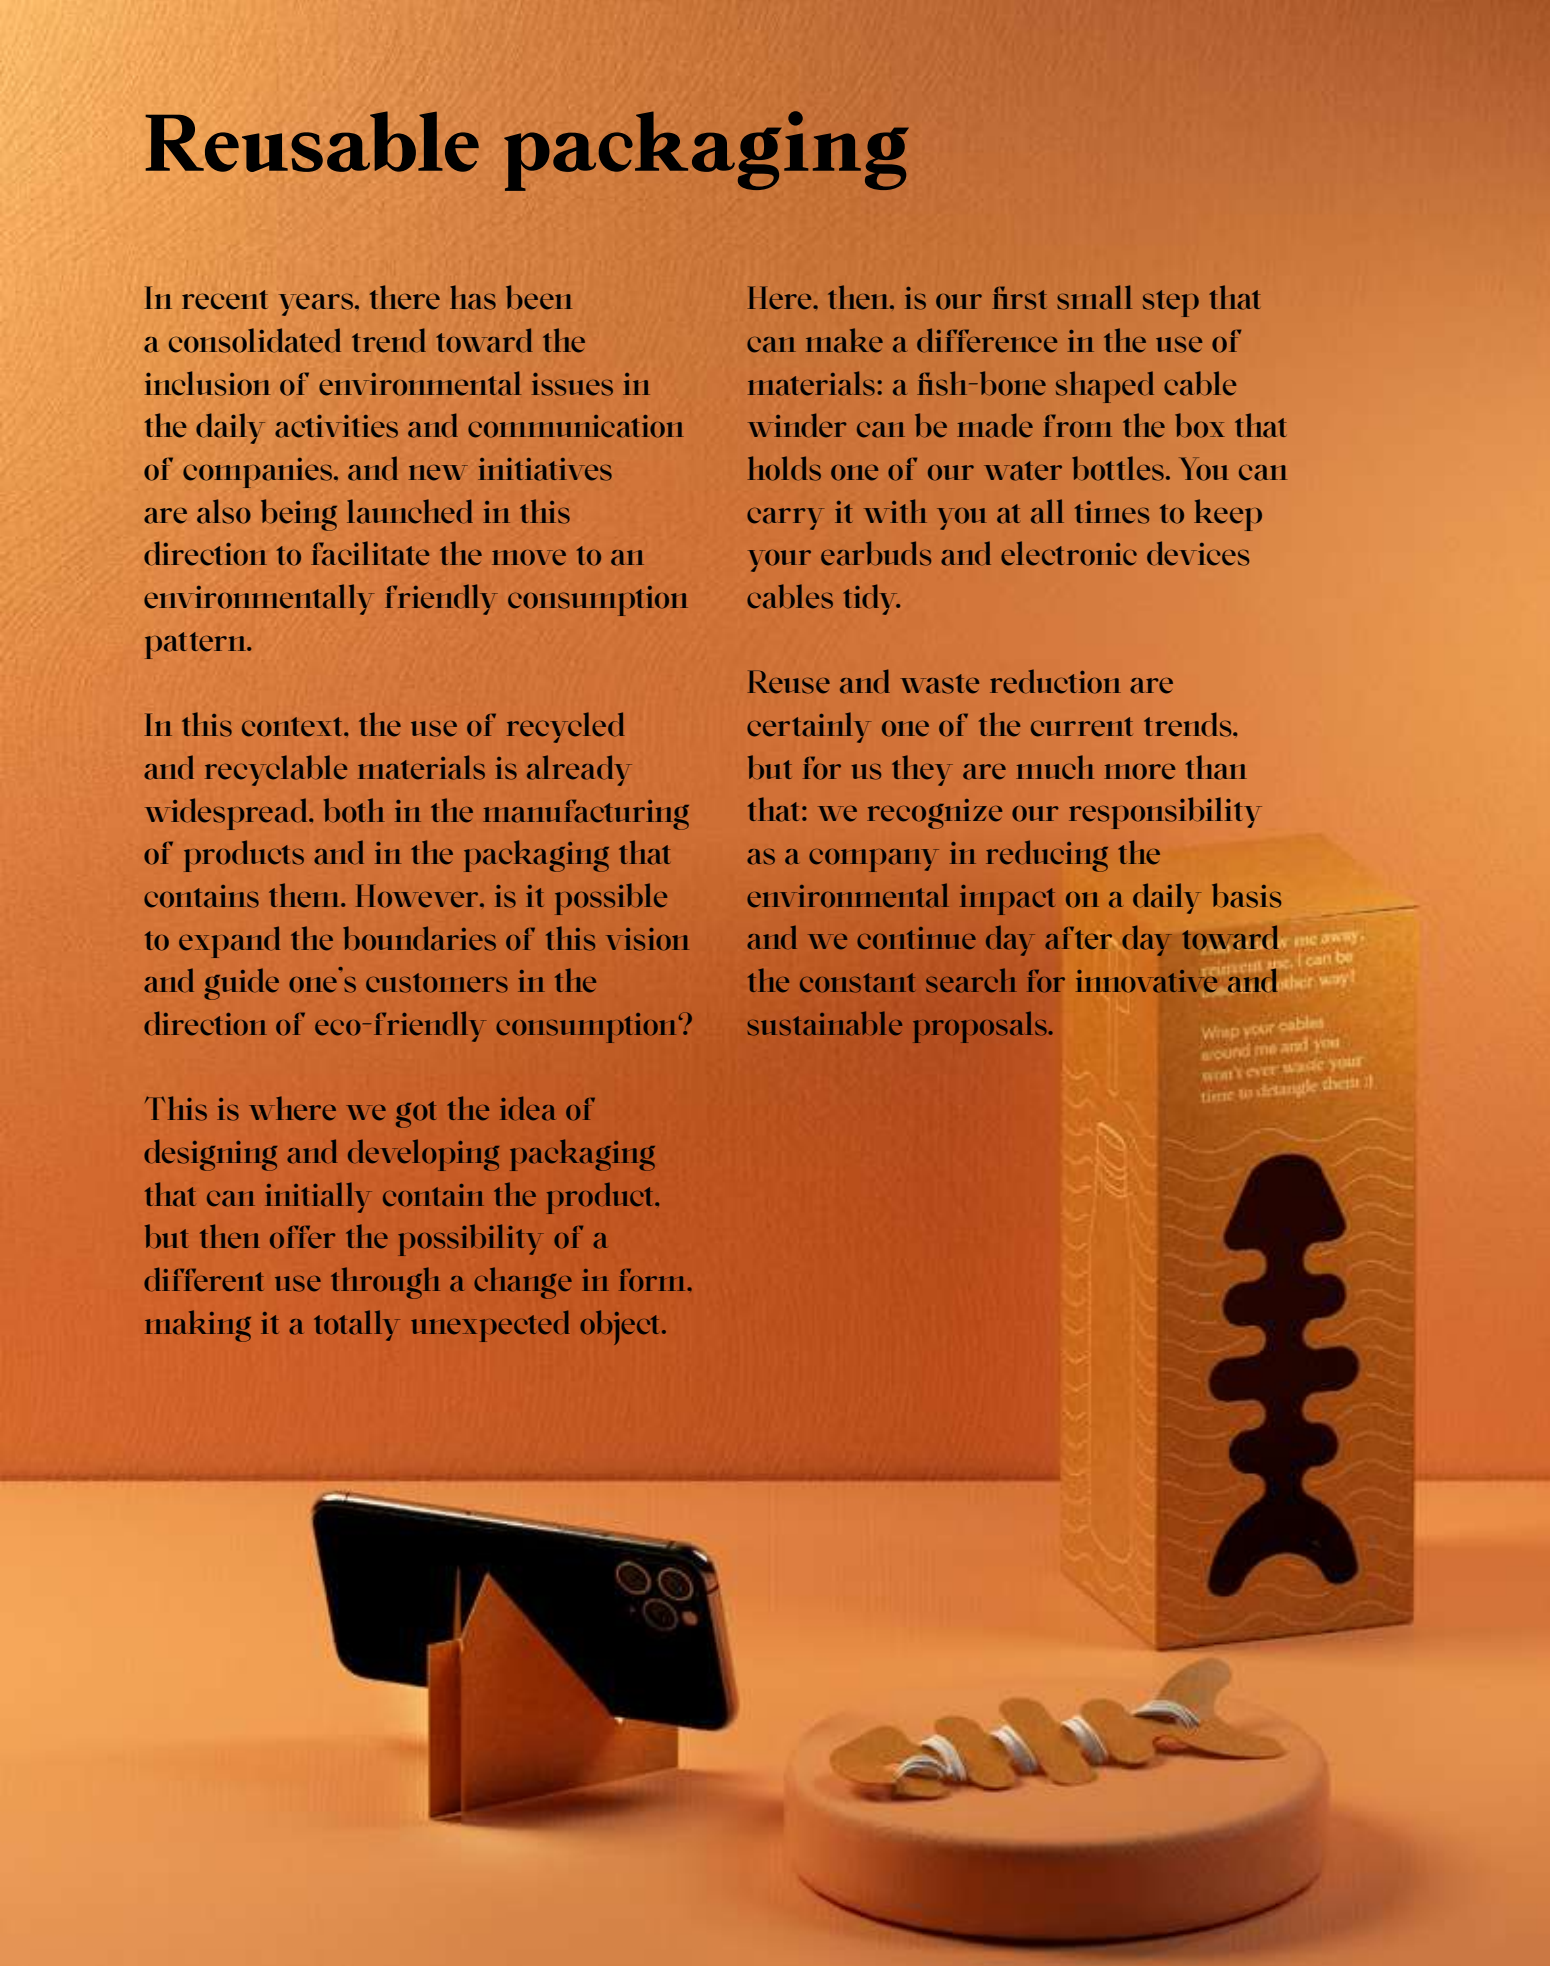 Reusable packaging
In recent years, there has been
a consolidated trend toward the
inclusion of environmental issues in
the daily activities and communication
of companies, and new initiatives
are also being launched in this
direction to facilitate the move to an
environmentally friendly consumption
pattern.
In this context, the use of recycled
and recyclable materials is already
widespread, both in the manufacturing
of products and in the packaging that
contains them. However, is it possible
to expand the boundaries of this vision
and guide one's customers in the
direction of eco-friendly consumption?
This is where we got the idea of
designing and developing packaging
that can initially contain the product,
but then offer the possibility of a
different use through a change in form,
making it a totally unexpected object.
Here, then, is our first small step that
can make a difference in the use of
materials: a fish-bone shaped cable
winder can be made from the box that
holds one of our water bottles. You can
carry it with you at all times to keep
your earbuds and electronic devices
cables tidy.
Reuse and waste reduction are
certainly one of the current trends,
but for us they are much more than
that: we recognize our responsibility
as a company in reducing the
environmental impact on a daily basis
and we continue day after day toward
the constant search for innovative and
sustainable proposals.
me away,
me, I can be
other way!
Wrap your cables
around me and you
won't ever waste your
time to detangle them :)